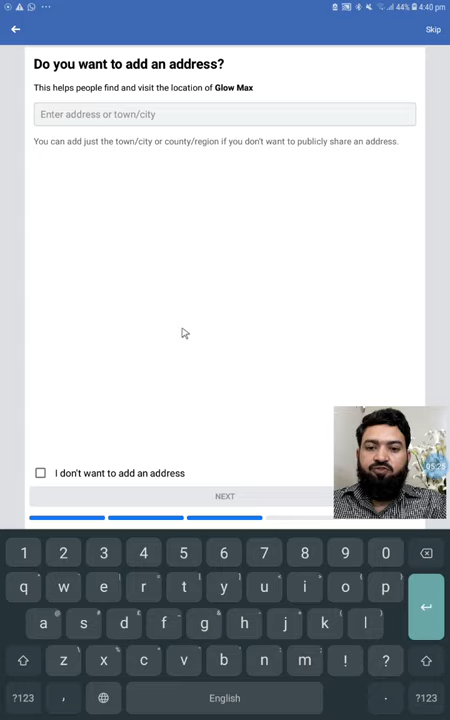 44% 4:40 pm
Skip
Do you want to add an address?
This helps people find and visit the location of Glow Max
Enter address or town/city
You can add just the town/city or county/region if you don't want to publicly share an address.
I don't want to add an address
NEXT
05:25
1 2 3 4 5 6 7 8 9 0
q w e r t y u i o p
a s d f g h j k l
z x c v b n m ! ?
?123 , English . ?123